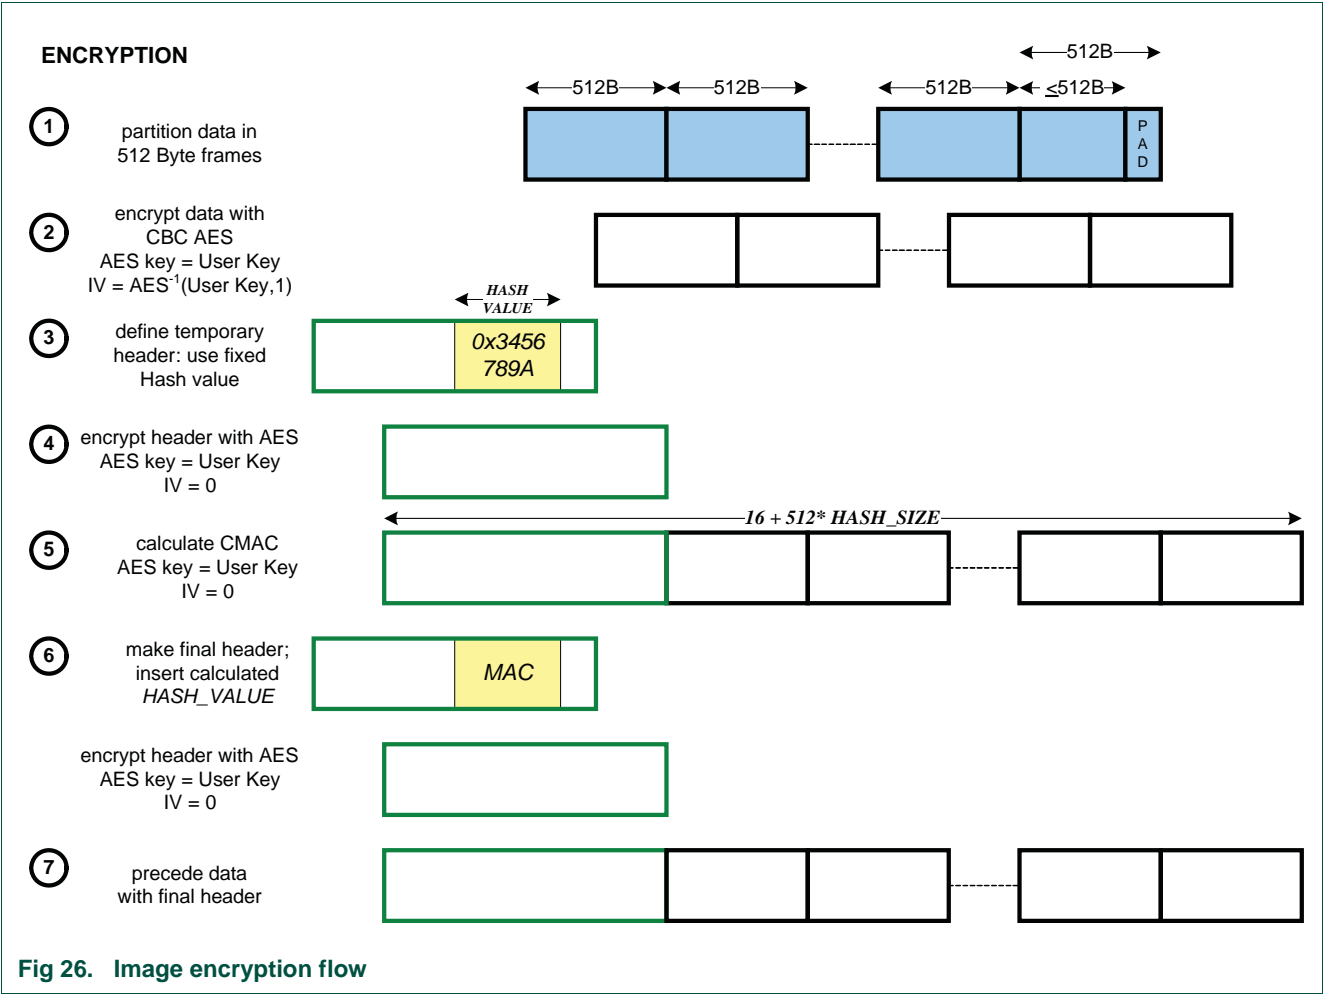 ENCRYPTION
512B
512B
512B
512B
≤512B
1
partition data in
512 Byte frames
P
A
D
2
encrypt data with
CBC AES
AES key = User Key
IV = AES⁻¹(User Key,1)
HASH
VALUE
3
define temporary
header: use fixed
Hash value
0x3456
789A
4
encrypt header with AES
AES key = User Key
IV = 0
16 + 512* HASH_SIZE
5
calculate CMAC
AES key = User Key
IV = 0
6
make final header;
insert calculated
HASH_VALUE
MAC
encrypt header with AES
AES key = User Key
IV = 0
7
precede data
with final header
Fig 26. Image encryption flow